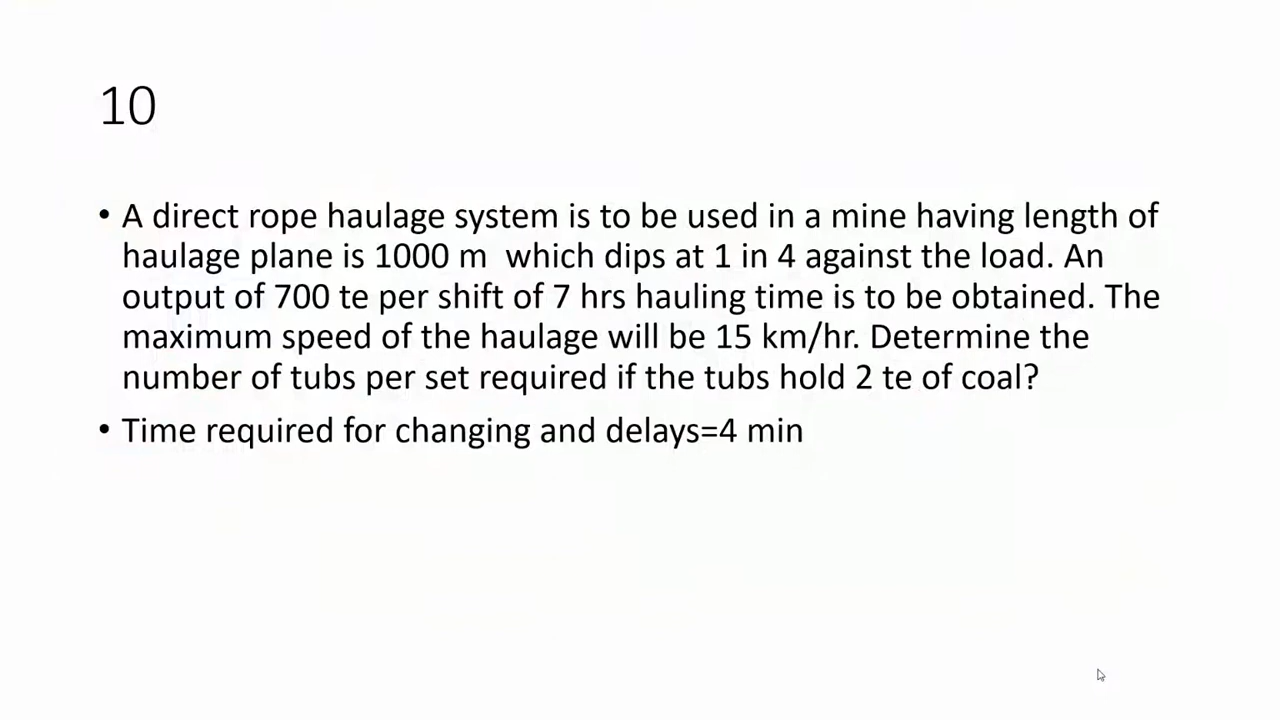 10
• A direct rope haulage system is to be used in a mine having length of
haulage plane is 1000 m  which dips at 1 in 4 against the load. An
output of 700 te per shift of 7 hrs hauling time is to be obtained. The
maximum speed of the haulage will be 15 km/hr. Determine the
number of tubs per set required if the tubs hold 2 te of coal?
• Time required for changing and delays=4 min